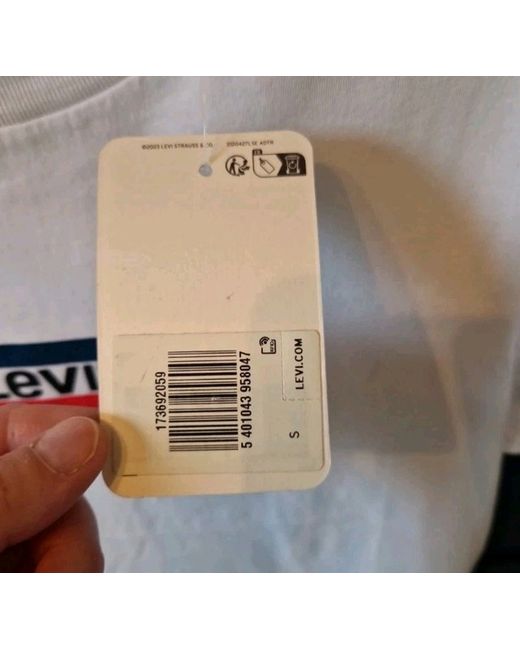 ©2023 LEVI STRAUSS & CO.
LEVI.COM
S
173692059
5 401043 958047
Levi